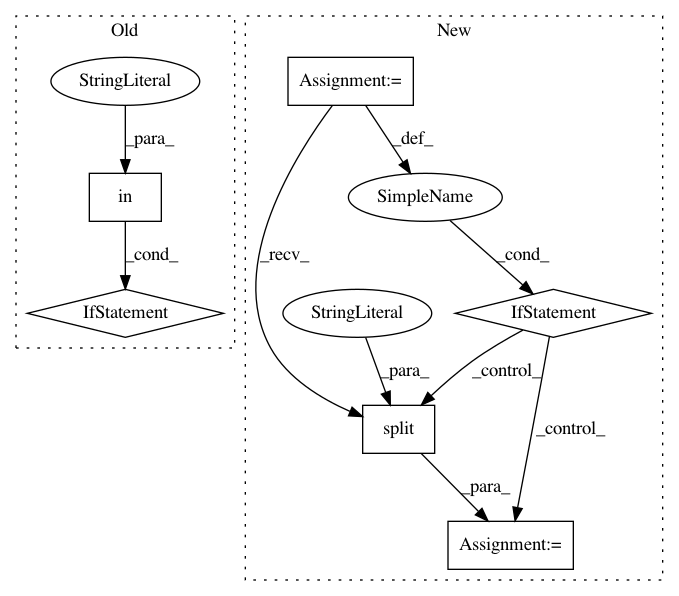 Old
New
StringLiteral
Assignment:=
_para_
_def_
in
SimpleName
_cond_
_recv_
_cond_
IfStatement
StringLiteral
IfStatement
_para_
_control_
split
_control_
_para_
Assignment:=